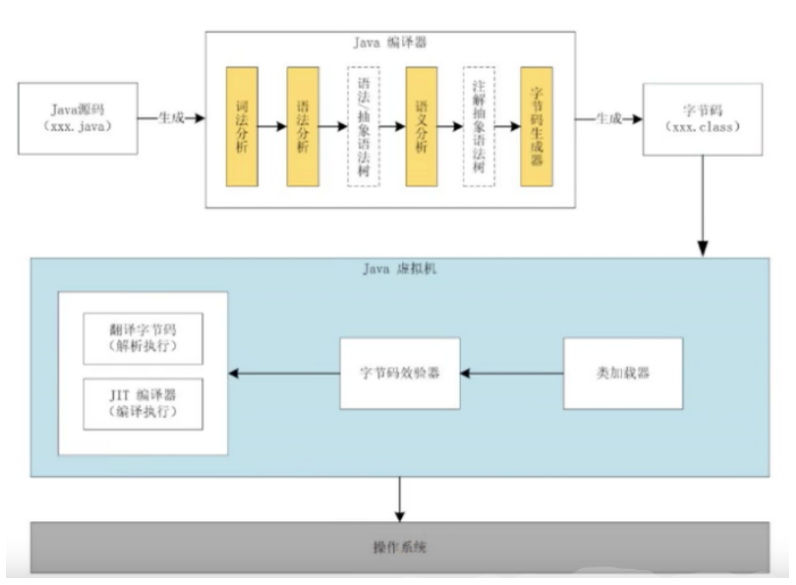 Java 编译器
Java源码
（xxx.java）
生成
词法分析
语法分析
语法/抽象语法树
语义分析
注解抽象语法树
字节码生成器
生成
字节码
（xxx.class）
Java 虚拟机
翻译字节码
（解析执行）
JIT 编译器
（编译执行）
字节码效验器
类加载器
操作系统